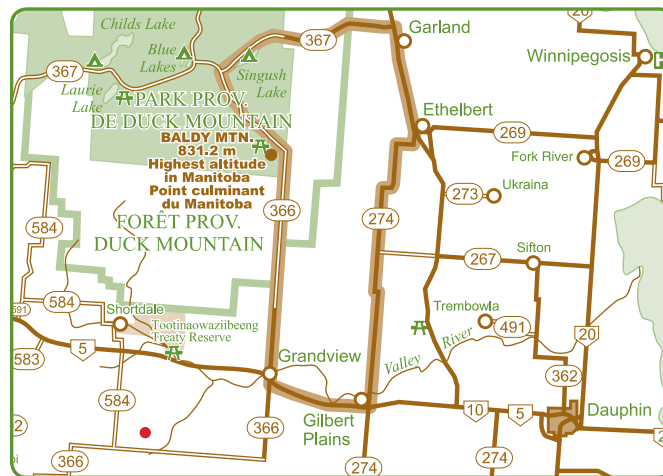 Childs Lake
Blue
Lakes
367
367
Garland
Winnipegosis
H
Laurie
Lake
Singush
Lake
PARK PROV.
DE DUCK MOUNTAIN
BALDY MTN.
831.2 m
Highest altitude
in Manitoba
Point culminant
du Manitoba
FORÊT PROV.
DUCK MOUNTAIN
Ethelbert
269
Fork River
269
273
Ukraina
366
274
584
267
Sifton
584
591
Shortdale
Tootinaowaziibeeng
Treaty Reserve
Trembowla
491
20
583
5
Grandview
Valley River
362
584
Gilbert
Plains
10
5
Dauphin
2
366
366
274
274
20
2